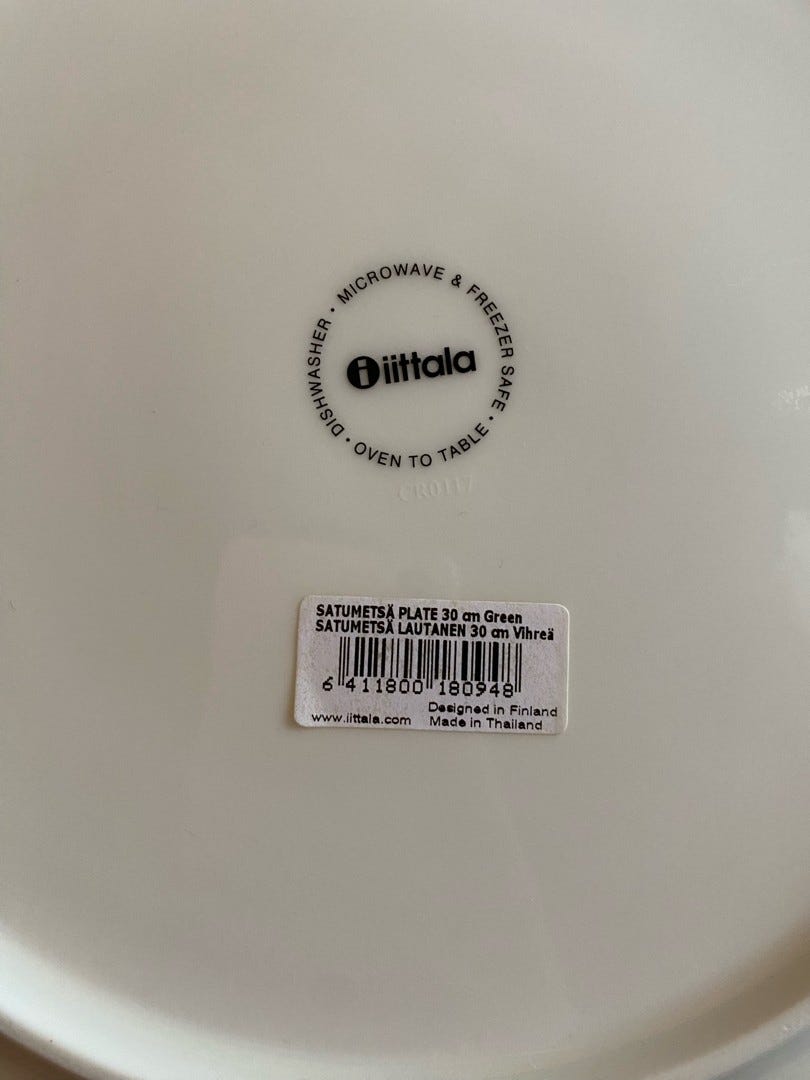 DISHWASHER • MICROWAVE & FREEZER SAFE • OVEN TO TABLE •
iittala
CR0117
SATUMETSÄ PLATE 30 cm Green
SATUMETSÄ LAUTANEN 30 cm Vihreä
6 411800 180948
Designed in Finland
www.iittala.com Made in Thailand